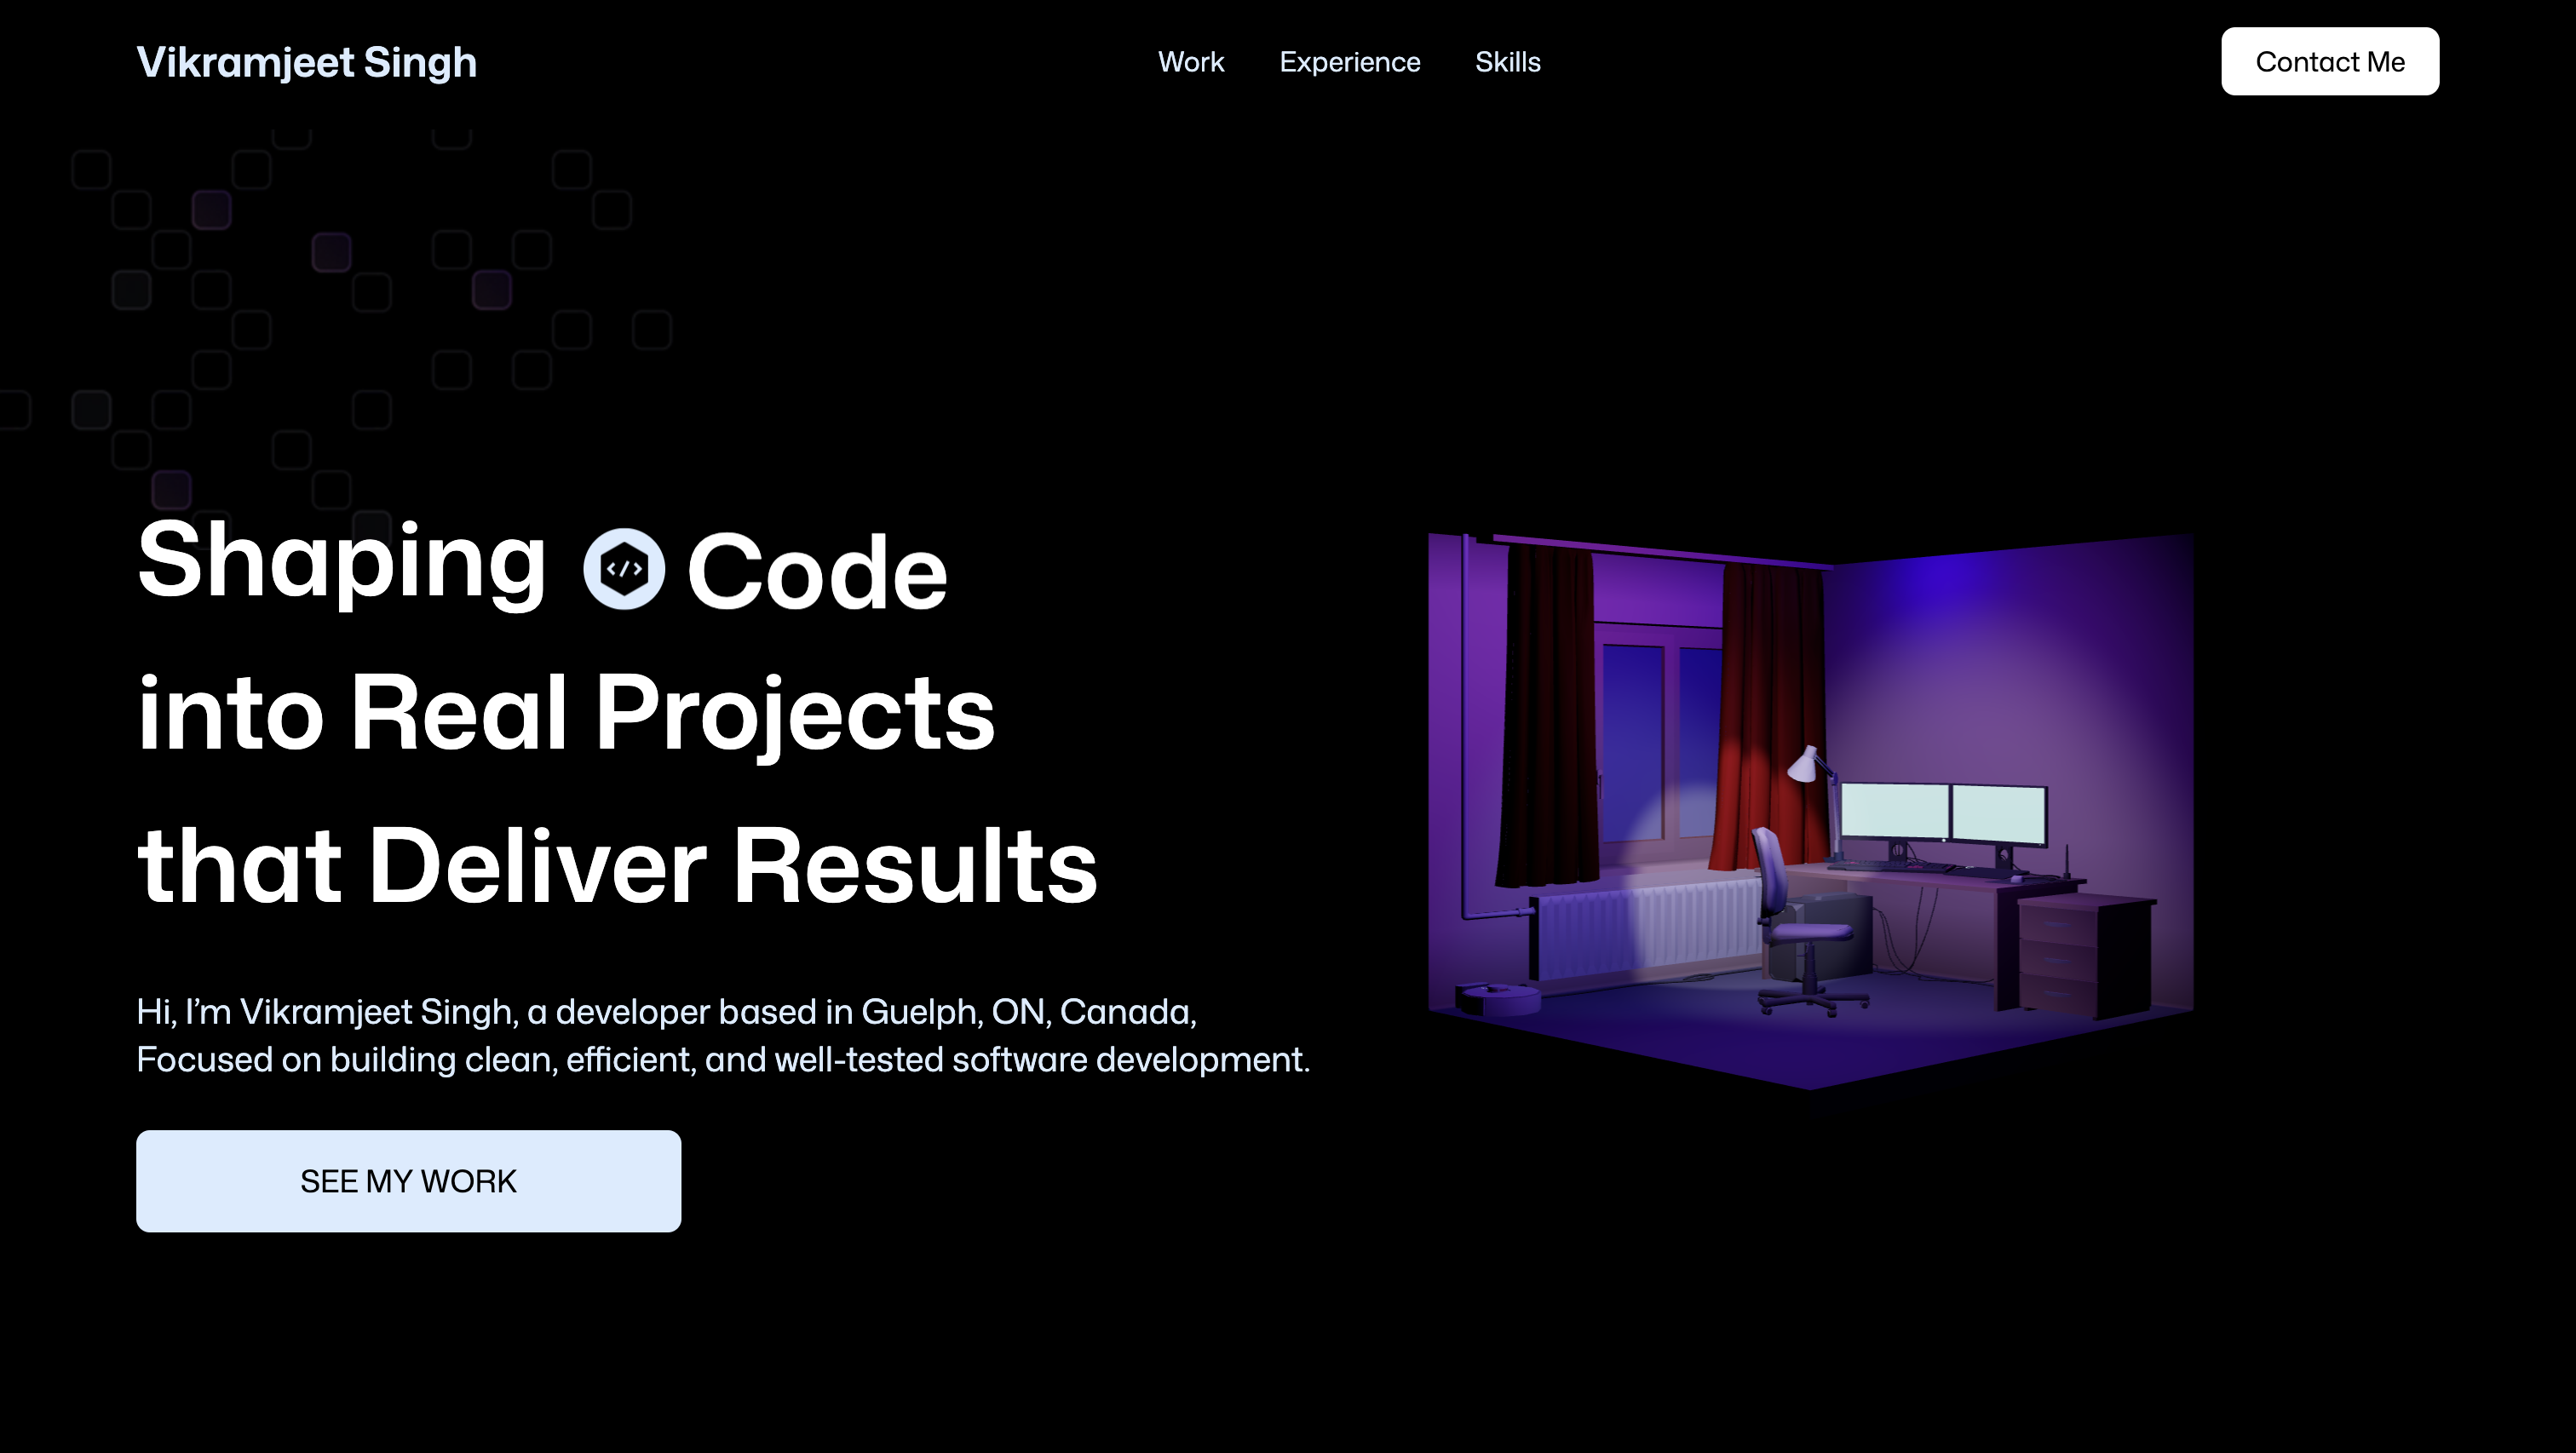 Vikramjeet Singh
Work
Experience
Skills
Contact Me
Shaping </> Code
into Real Projects
that Deliver Results
Hi, I’m Vikramjeet Singh, a developer based in Guelph, ON, Canada,
Focused on building clean, efficient, and well-tested software development.
SEE MY WORK